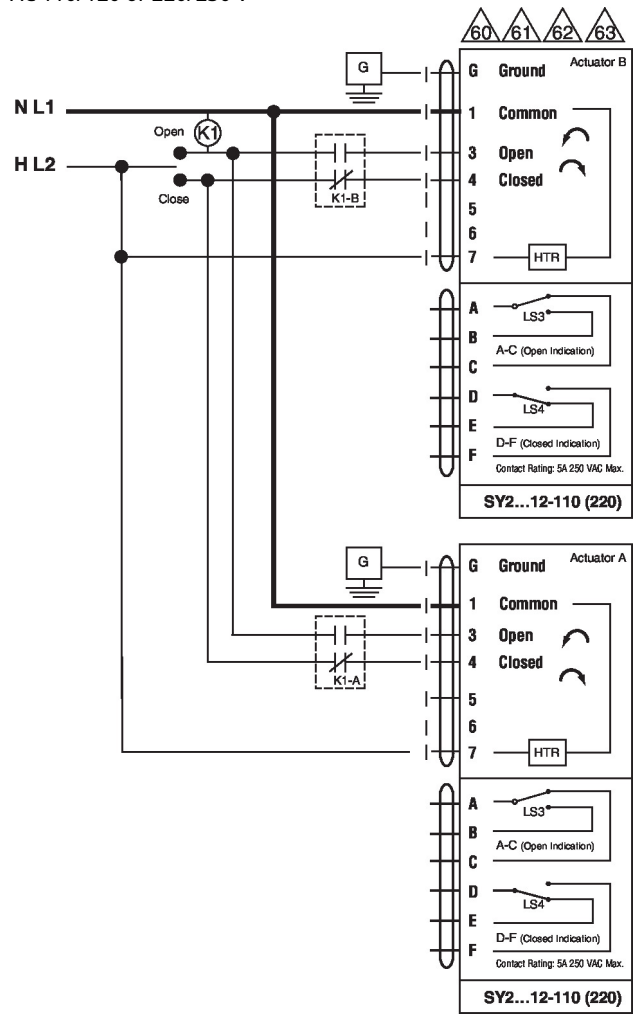 60 61 62 63
G G Ground Actuator B
N L1 1 Common
Open K1 3 Open
H L2 4 Closed
Close K1-B 5
6
7 HTR
A LS3
B
A-C (Open Indication)
C
D LS4
E
D-F (Closed Indication)
F
Contact Rating: 5A 250 VAC Max.
SY2...12-110 (220)
G G Ground Actuator A
1 Common
3 Open
4 Closed
K1-A 5
6
7 HTR
A LS3
B
A-C (Open Indication)
C
D LS4
E
D-F (Closed Indication)
F
Contact Rating: 5A 250 VAC Max.
SY2...12-110 (220)